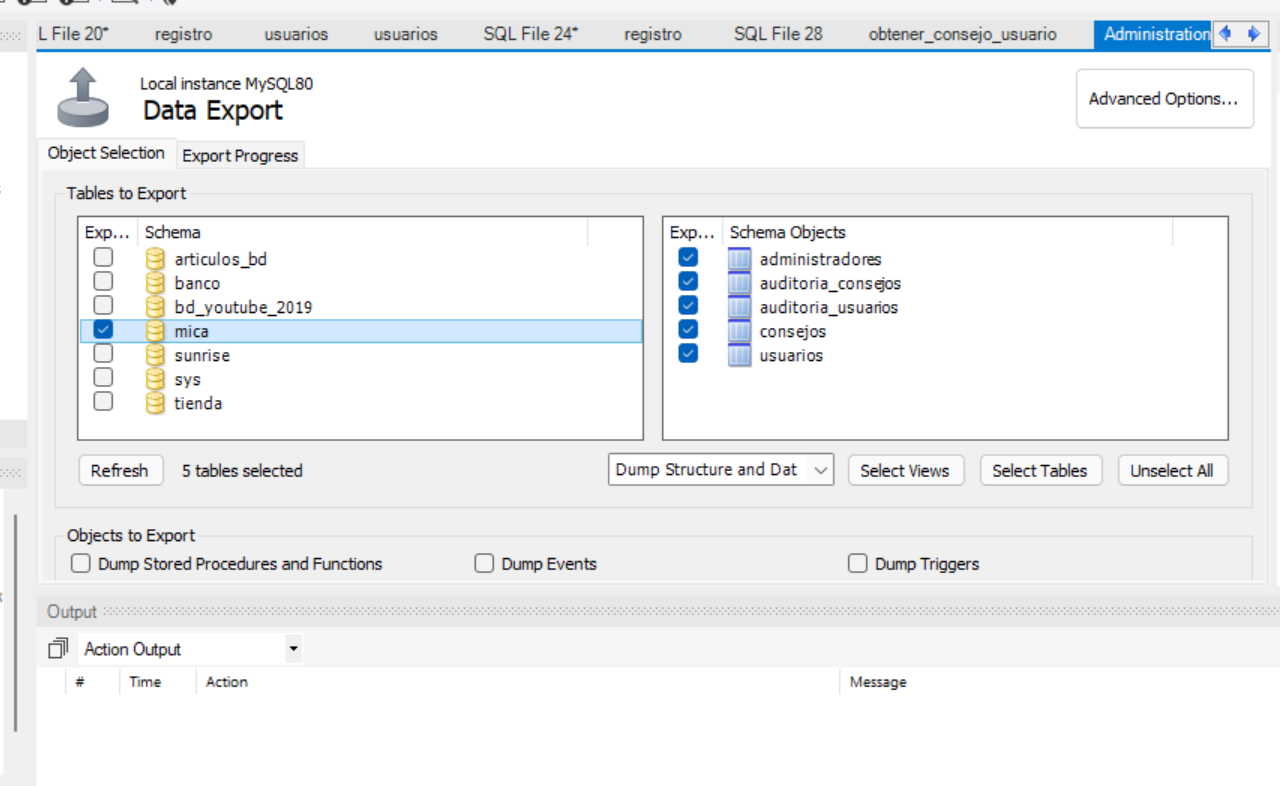 L File 20* registro usuarios usuarios SQL File 24* registro SQL File 28 obtener_consejo_usuario Administration
Local instance MySQL80
Data Export
Advanced Options...
Object Selection Export Progress
Tables to Export
Exp... Schema
articulos_bd
banco
bd_youtube_2019
mica
sunrise
sys
tienda
Exp... Schema Objects
administradores
auditoria_consejos
auditoria_usuarios
consejos
usuarios
Refresh 5 tables selected Dump Structure and Dat Select Views Select Tables Unselect All
Objects to Export
Dump Stored Procedures and Functions Dump Events Dump Triggers
Output
Action Output
# Time Action Message